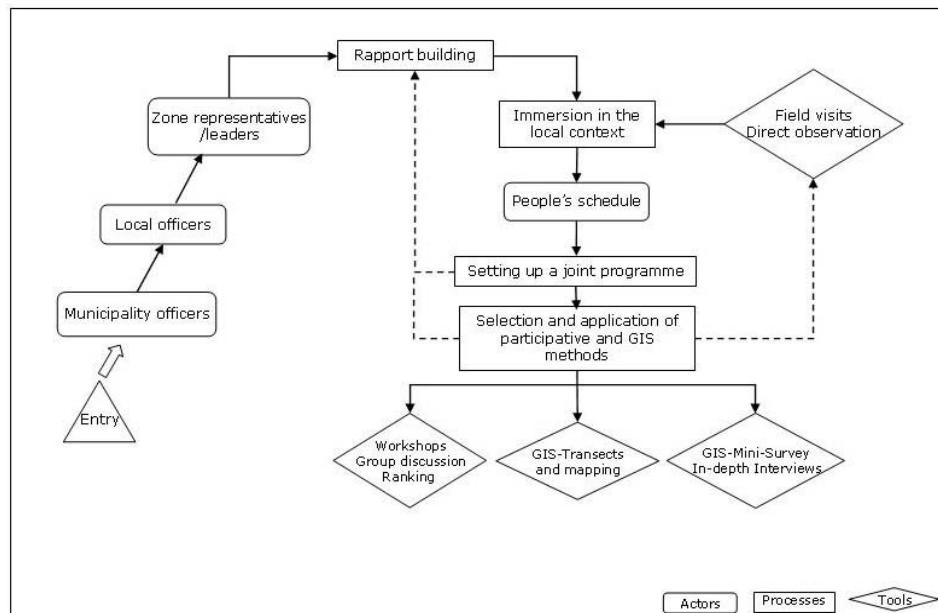 Rapport building
Zone representatives
/leaders
Immersion in the
local context
Field visits
Direct observation
Local officers
People's schedule
Setting up a joint programme
Municipality officers
Selection and application of
participative and GIS
methods
Entry
Workshops
Group discussion
Ranking
GIS-Transects
and mapping
GIS-Mini-Survey
In-depth Interviews
Actors
Processes
Tools